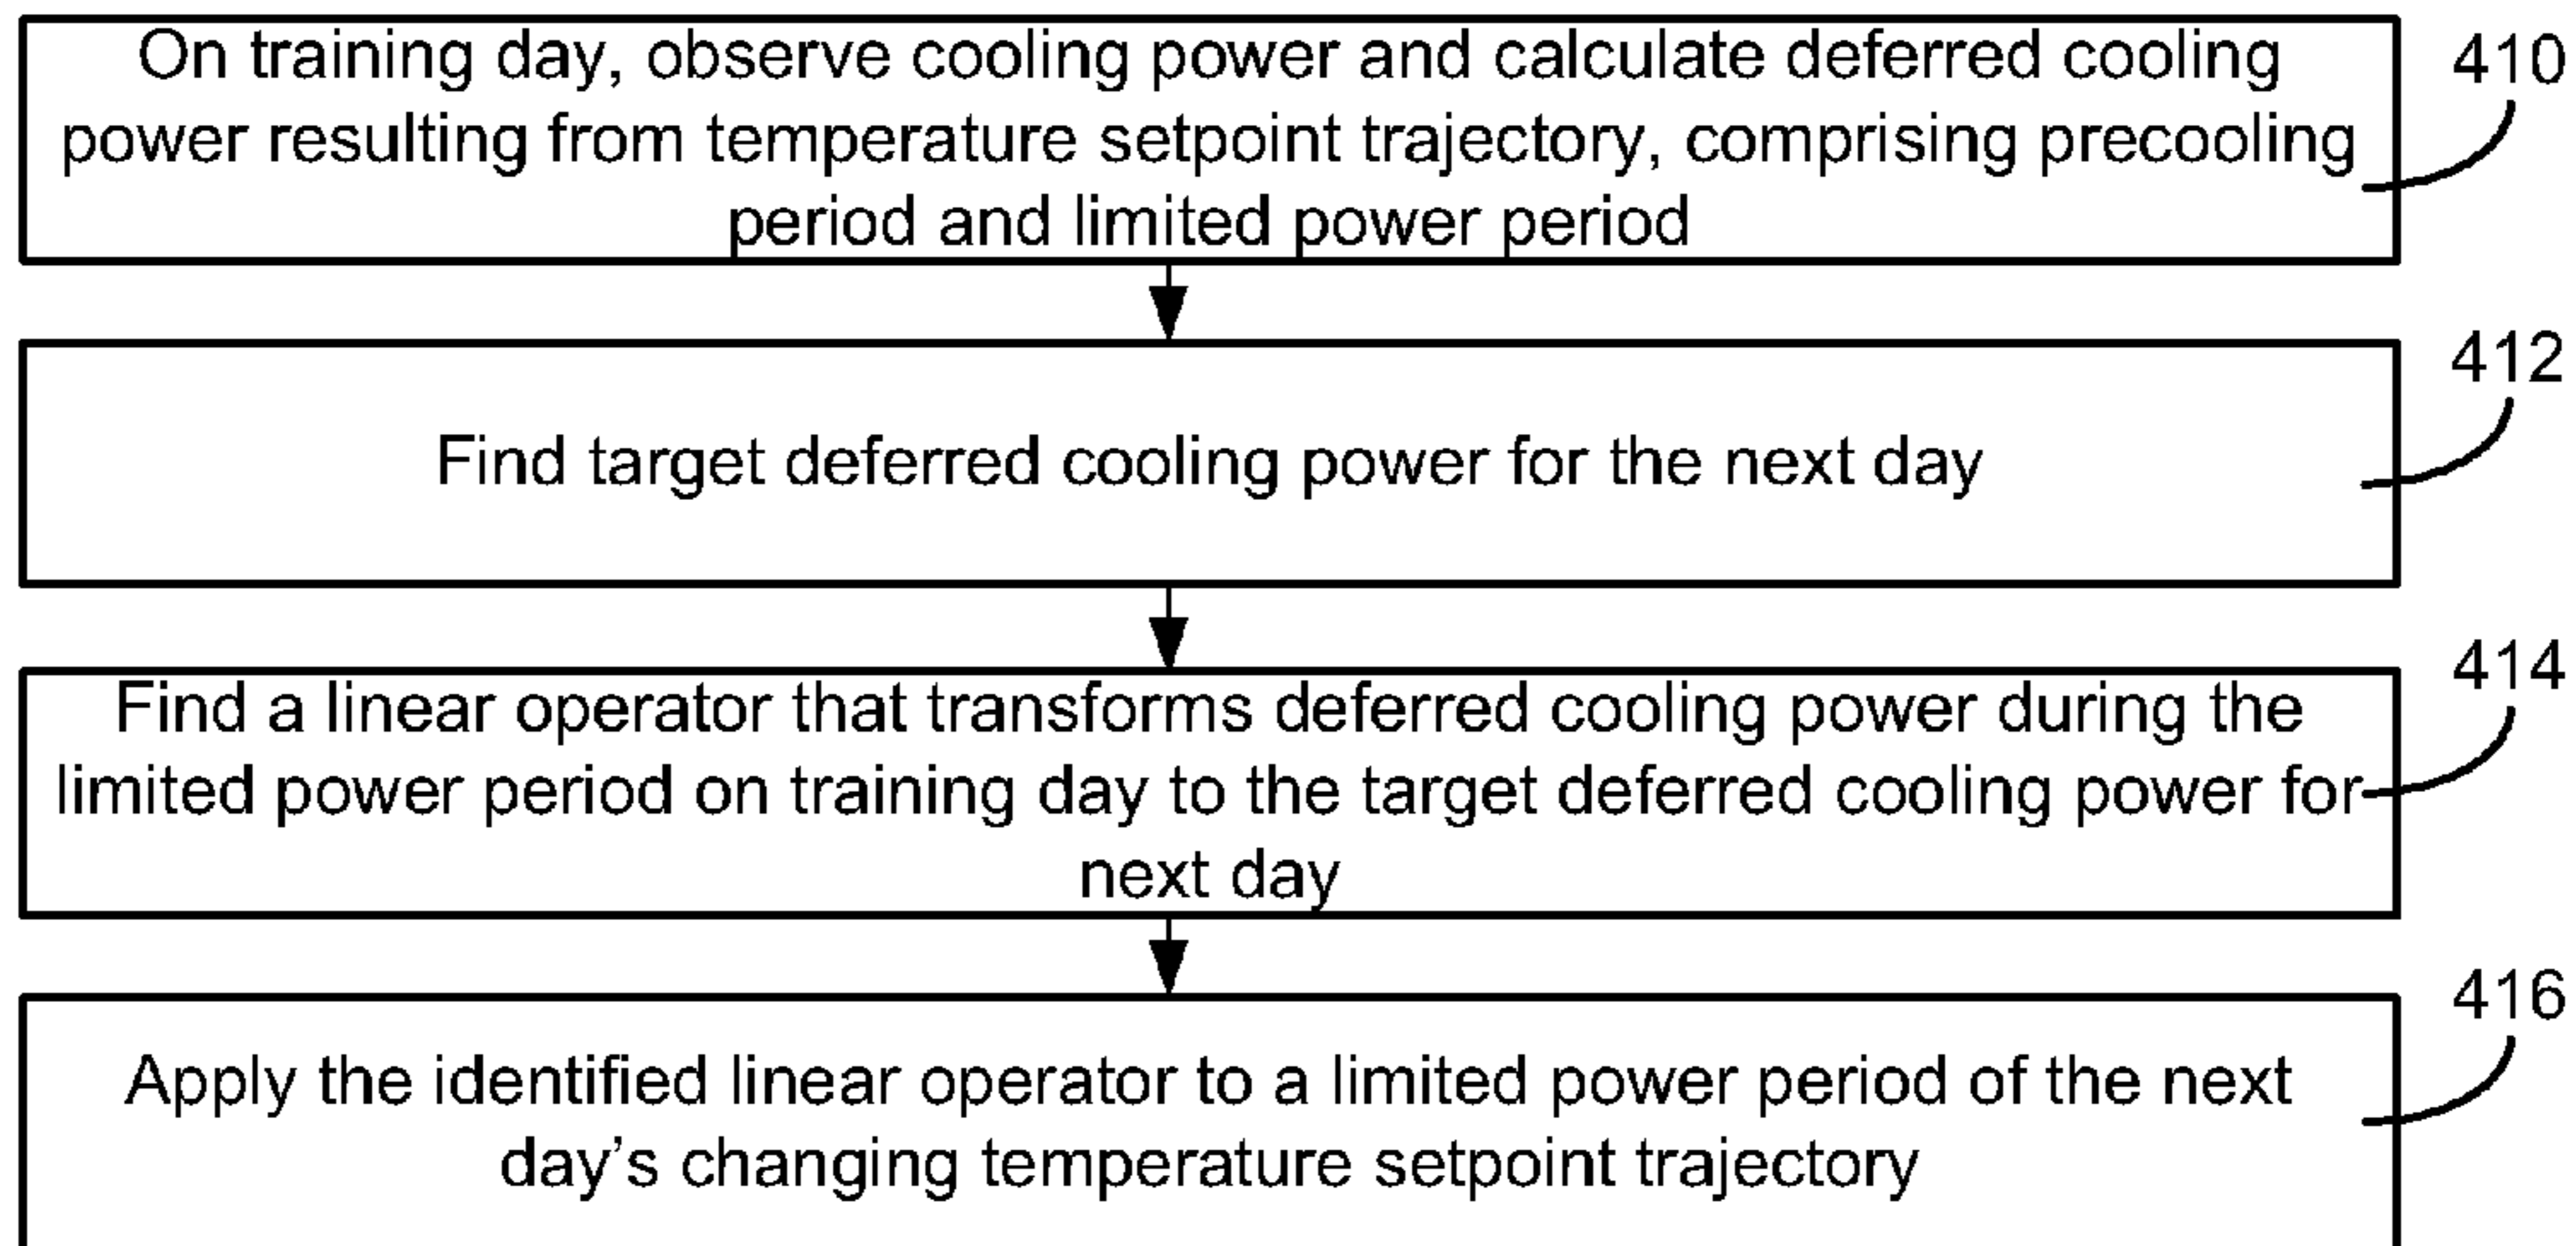 On training day, observe cooling power and calculate deferred cooling
power resulting from temperature setpoint trajectory, comprising precooling
period and limited power period
410
Find target deferred cooling power for the next day
412
Find a linear operator that transforms deferred cooling power during the
limited power period on training day to the target deferred cooling power for
next day
414
Apply the identified linear operator to a limited power period of the next
day's changing temperature setpoint trajectory
416